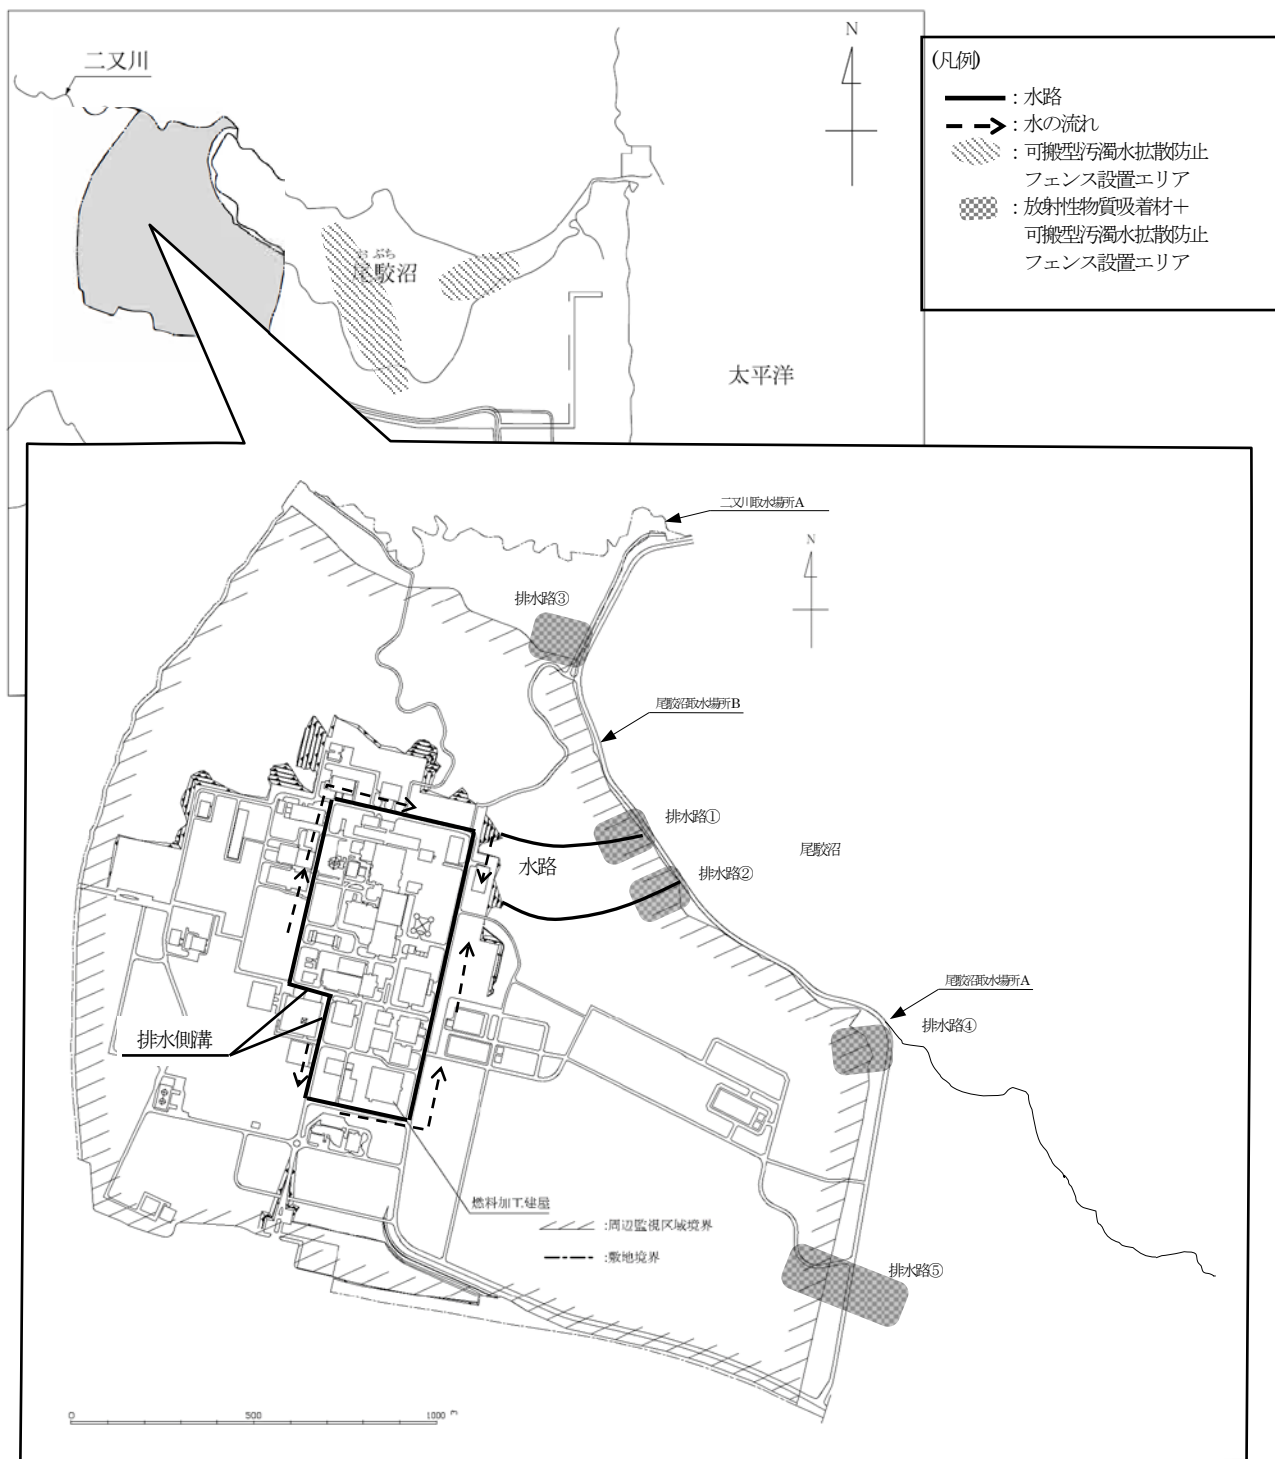 二又川
N
(凡例)
：水路
：水の流れ
：可搬型汚濁水拡散防止
フェンス設置エリア
：放射性物質吸着材＋
可搬型汚濁水拡散防止
フェンス設置エリア
おぶち
尾駮沼
太平洋
二又川取水場所A
N
排水路③
尾駮沼取水場所B
排水路①
水路
尾駮沼
排水路②
尾駮沼取水場所A
排水路④
排水側溝
燃料加工建屋
：周辺監視区域境界
：敷地境界
排水路⑤
0 500 1000 m